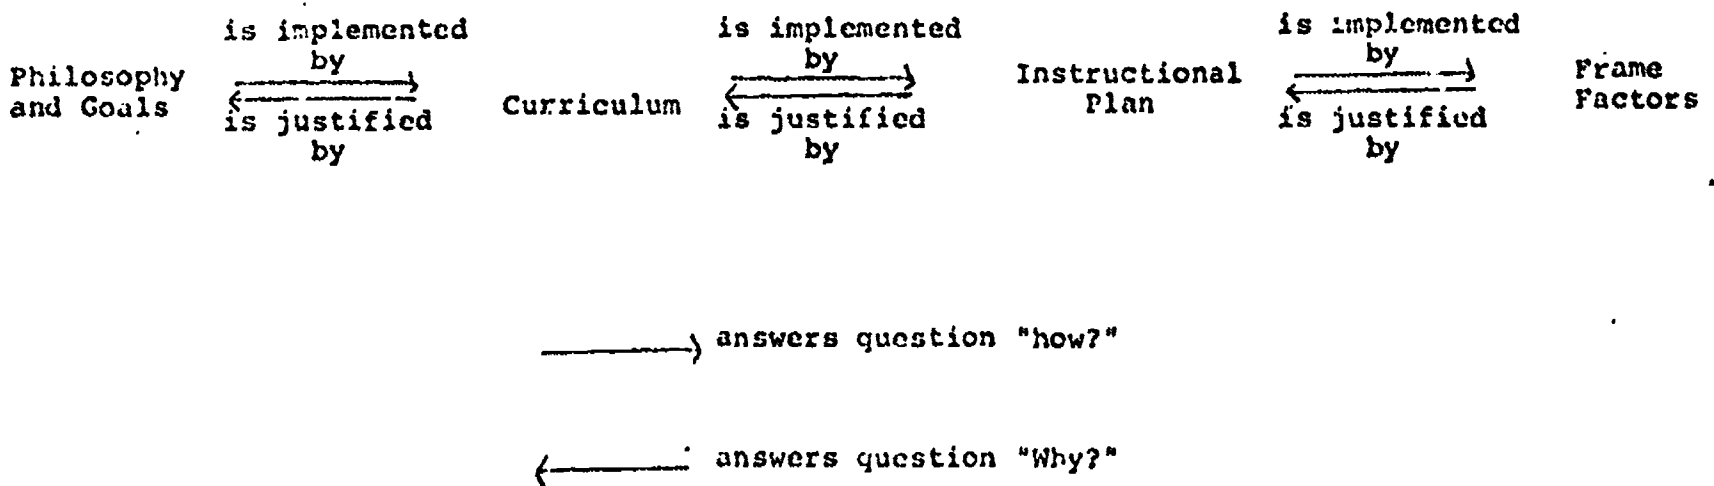 is implemented
by
is implemented
by
is implemented
by
Philosophy
and Goals
Curriculum
Instructional
Plan
Frame
Factors
is justified
by
is justified
by
is justified
by
answers question "how?"
answers question "Why?"